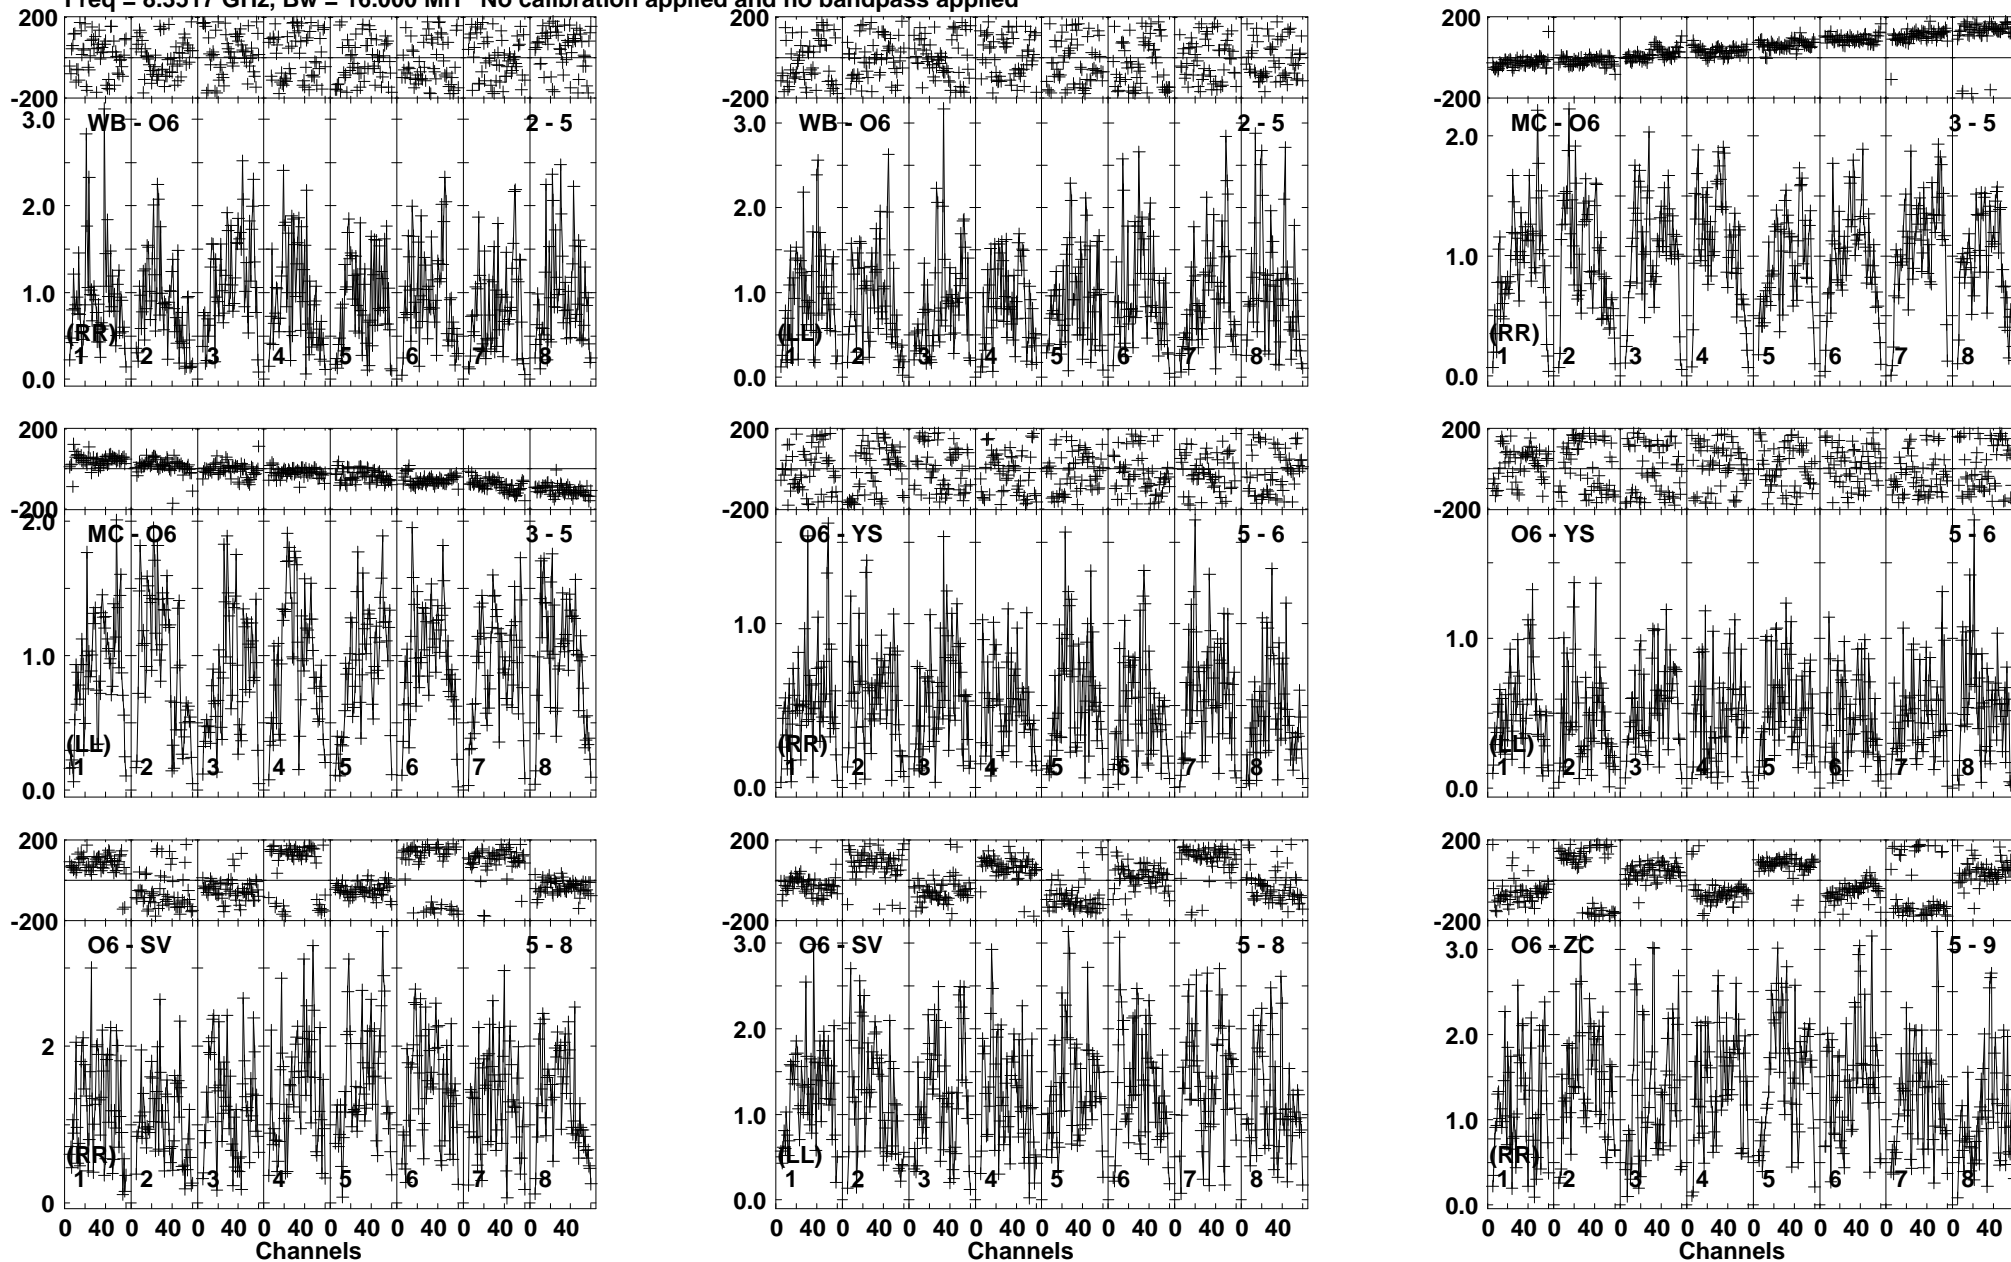 Freq = 8.3517 GHz, Bw = 16.000 MH No calibration applied and no bandpass applied
200 200 200
-200 -200 -200
WB - O6 2 - 5 WB - O6 2 - 5 MC - O6 3 - 5
3.0 3.0 2.0
2.0 2.0
1.0 1.0 1.0
(RR) (LL) (RR)
1 2 3 4 5 6 7 8 1 2 3 4 5 6 7 8 1 2 3 4 5 6 7 8
0.0 0.0 0.0
200 200 200
-200 -200 -200
2.0
MC - O6 3 - 5 O6 - YS 5 - 6 O6 - YS 5 - 6
1.0 1.0 1.0
(LL) (RR) (LL)
1 2 3 4 5 6 7 8 1 2 3 4 5 6 7 8 1 2 3 4 5 6 7 8
0.0 0.0 0.0
200 200 200
-200 -200 -200
O6 - SV 5 - 8 O6 - SV 5 - 8 O6 - ZC 5 - 9
3.0 3.0
2 2.0 2.0
1.0 1.0
(RR) (LL) (RR)
1 2 3 4 5 6 7 8 1 2 3 4 5 6 7 8 1 2 3 4 5 6 7 8
0 0.0 0.0
0 40 0 40 0 40 0 40 0 40 0 40 0 40 0 40 0 40 0 40 0 40 0 40 0 40 0 40 0 40 0 40 0 40 0 40 0 40 0 40 0 40 0 40 0 40 0 40
Channels Channels Channels